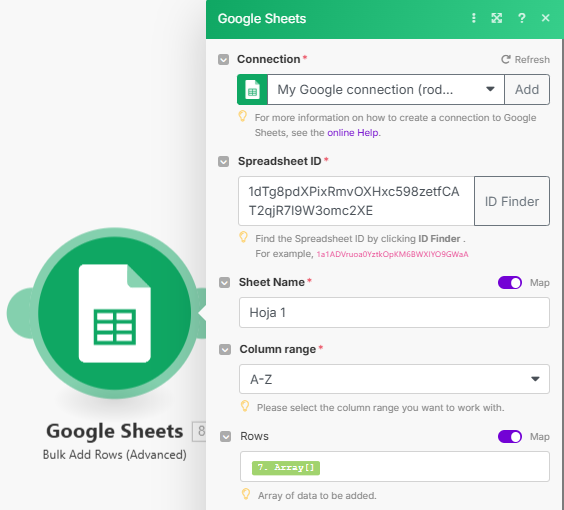 Google Sheets
Connection *
Refresh
My Google connection (rod...
Add
For more information on how to create a connection to Google
Sheets, see the online Help.
Spreadsheet ID *
1dTg8pdXPixRmvOXHxc598zetfCA
T2qjR7I9W3omc2XE
ID Finder
Find the Spreadsheet ID by clicking ID Finder .
For example, 1a1ADVruoa0YztkOpXM6BWXlYO9GWaA
Sheet Name *
Map
Hoja 1
Column range *
A-Z
Please select the column range you want to work with.
Rows
Map
7. Array[]
Array of data to be added.
Google Sheets 8
Bulk Add Rows (Advanced)